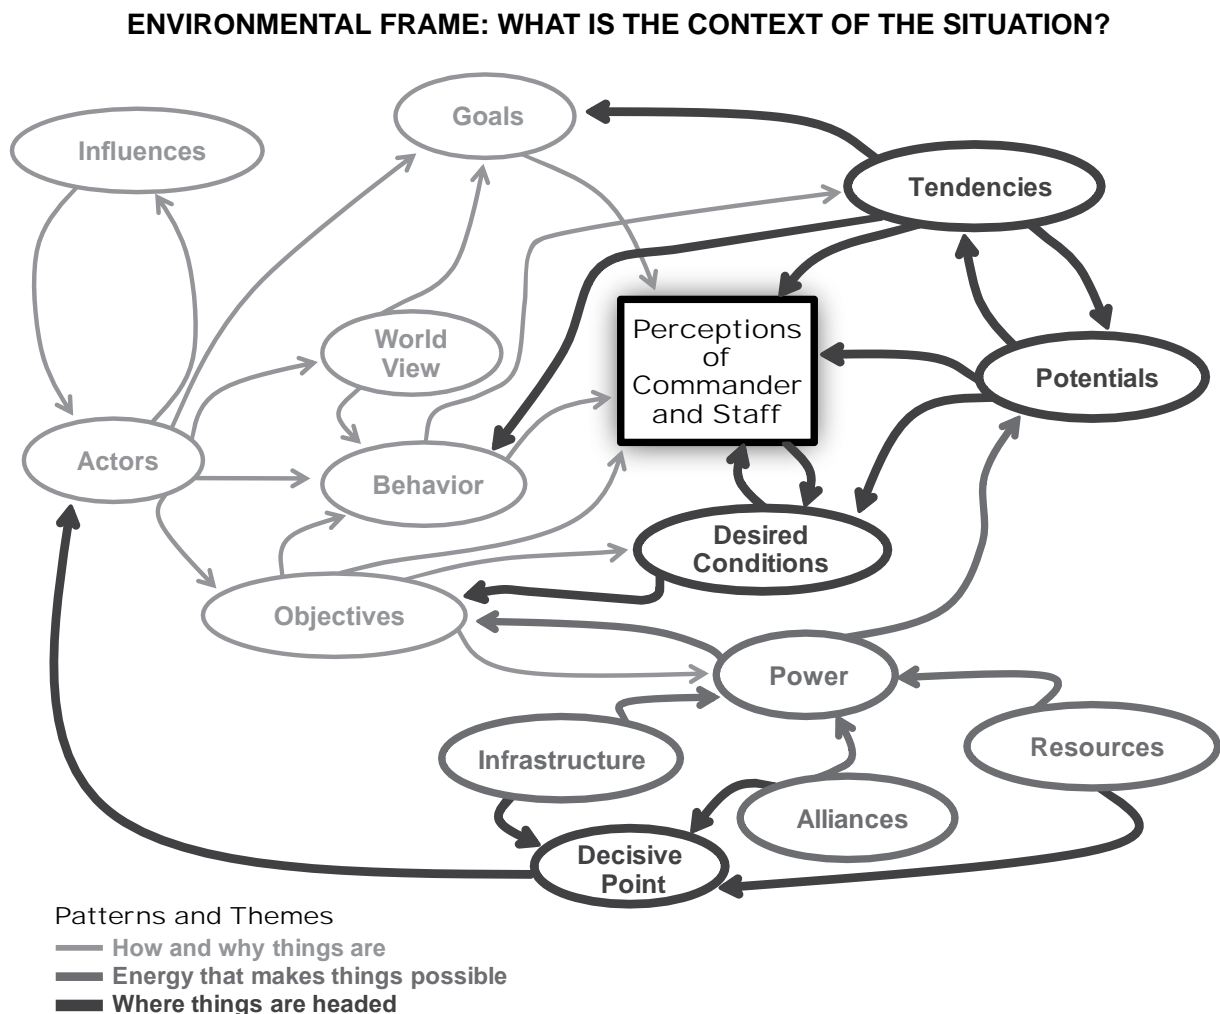 ENVIRONMENTAL FRAME: WHAT IS THE CONTEXT OF THE SITUATION?
Goals
Influences
Tendencies
World
View
Perceptions
of
Commander
and Staff
Potentials
Actors
Behavior
Desired
Conditions
Objectives
Power
Infrastructure
Resources
Alliances
Decisive
Point
Patterns and Themes
How and why things are
Energy that makes things possible
Where things are headed